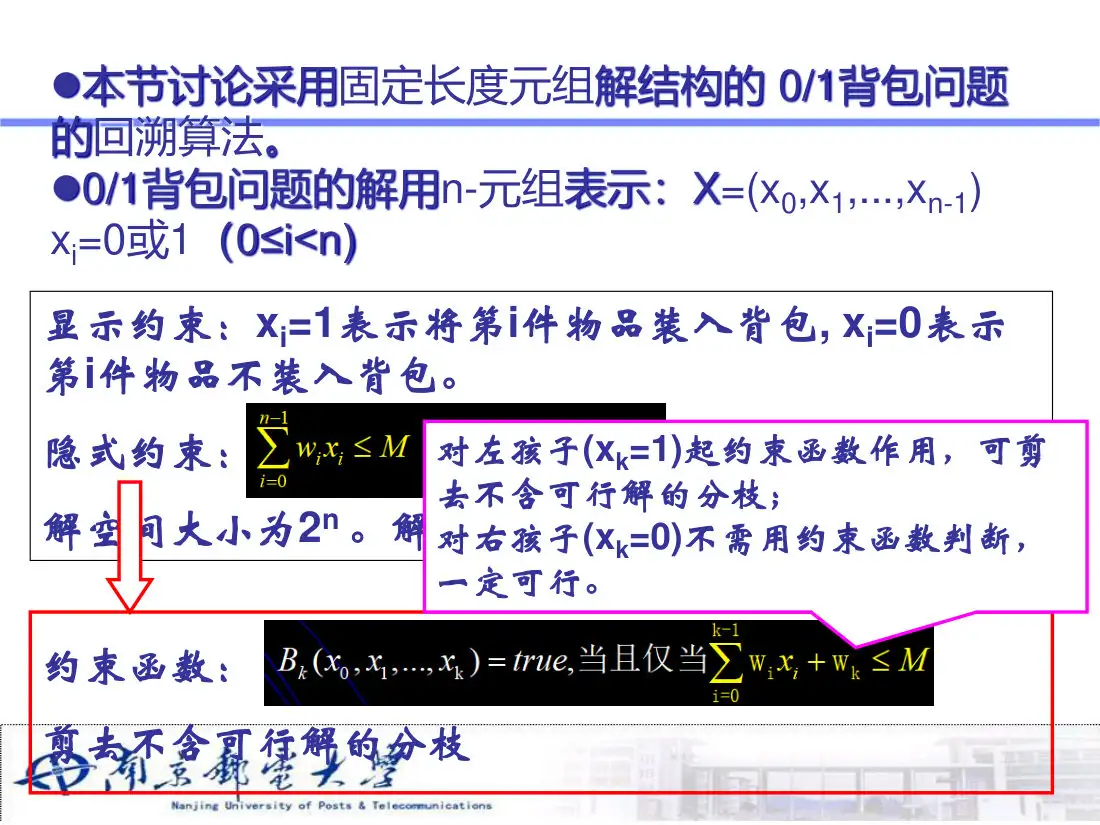 ●本节讨论采用固定长度元组解结构的 0/1背包问题
的回溯算法。
●0/1背包问题的解用n-元组表示：X=(x0,x1,...,xn-1)
xi=0或1（0≤i<n)
显示约束：xi=1表示将第i件物品装入背包, xi=0表示
第i件物品不装入背包。
隐式约束：
n-1
∑ wixi ≤ M
i=0
解空间大小为2n 。解
对左孩子(xk=1)起约束函数作用，可剪
去不含可行解的分枝；
对右孩子(xk=0)不需用约束函数判断，
一定可行。
约束函数：
Bk(x0,x1,...,xk)=true,当且仅当
k-1
∑ wixi+wk ≤ M
i=0
剪去不含可行解的分枝
南京邮电大学
Nanjing University of Posts & Telecommunications